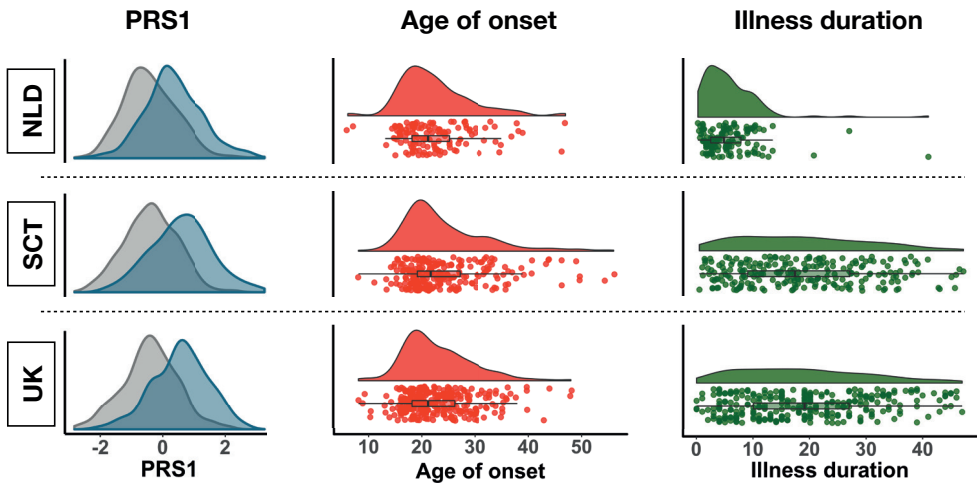 PRS1 Age of onset Illness duration
NLD
SCT
UK
-2 0 2
10 20 30 40 50
0 10 20 30 40
PRS1 Age of onset Illness duration